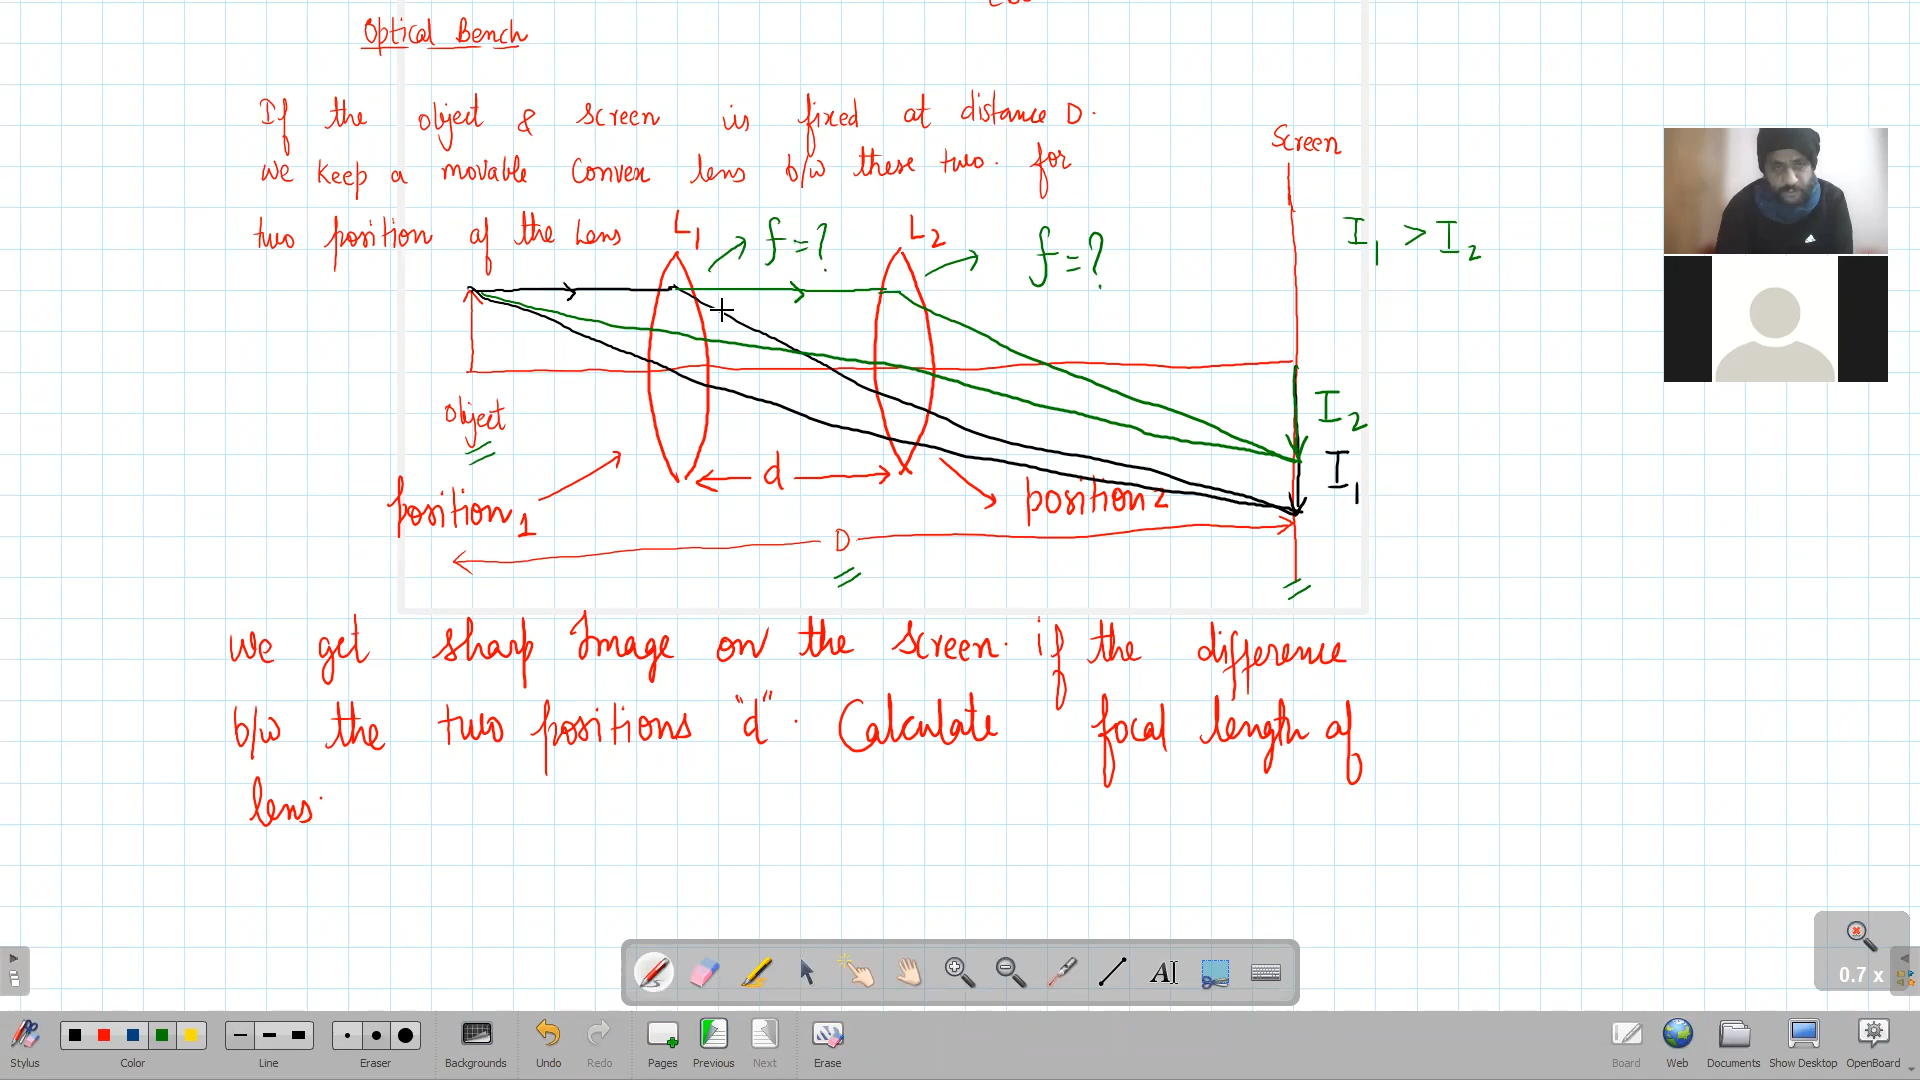 Optical Bench
If the object & screen is fixed at distance D.
we keep a movable Convex lens b/w these two. for
two position of the Lens
Screen
L1
f=?
L2
f=?
I1 > I2
object
I2
I1
d
position1
position2
D
We get sharp Image on the screen. if the difference
b/w the two positions "d". Calculate focal length of
lens.
0.7 x
Stylus
Color
Line
Eraser
Backgrounds
Undo
Redo
Pages
Previous
Next
Erase
Board
Web
Documents
Show Desktop
OpenBoard